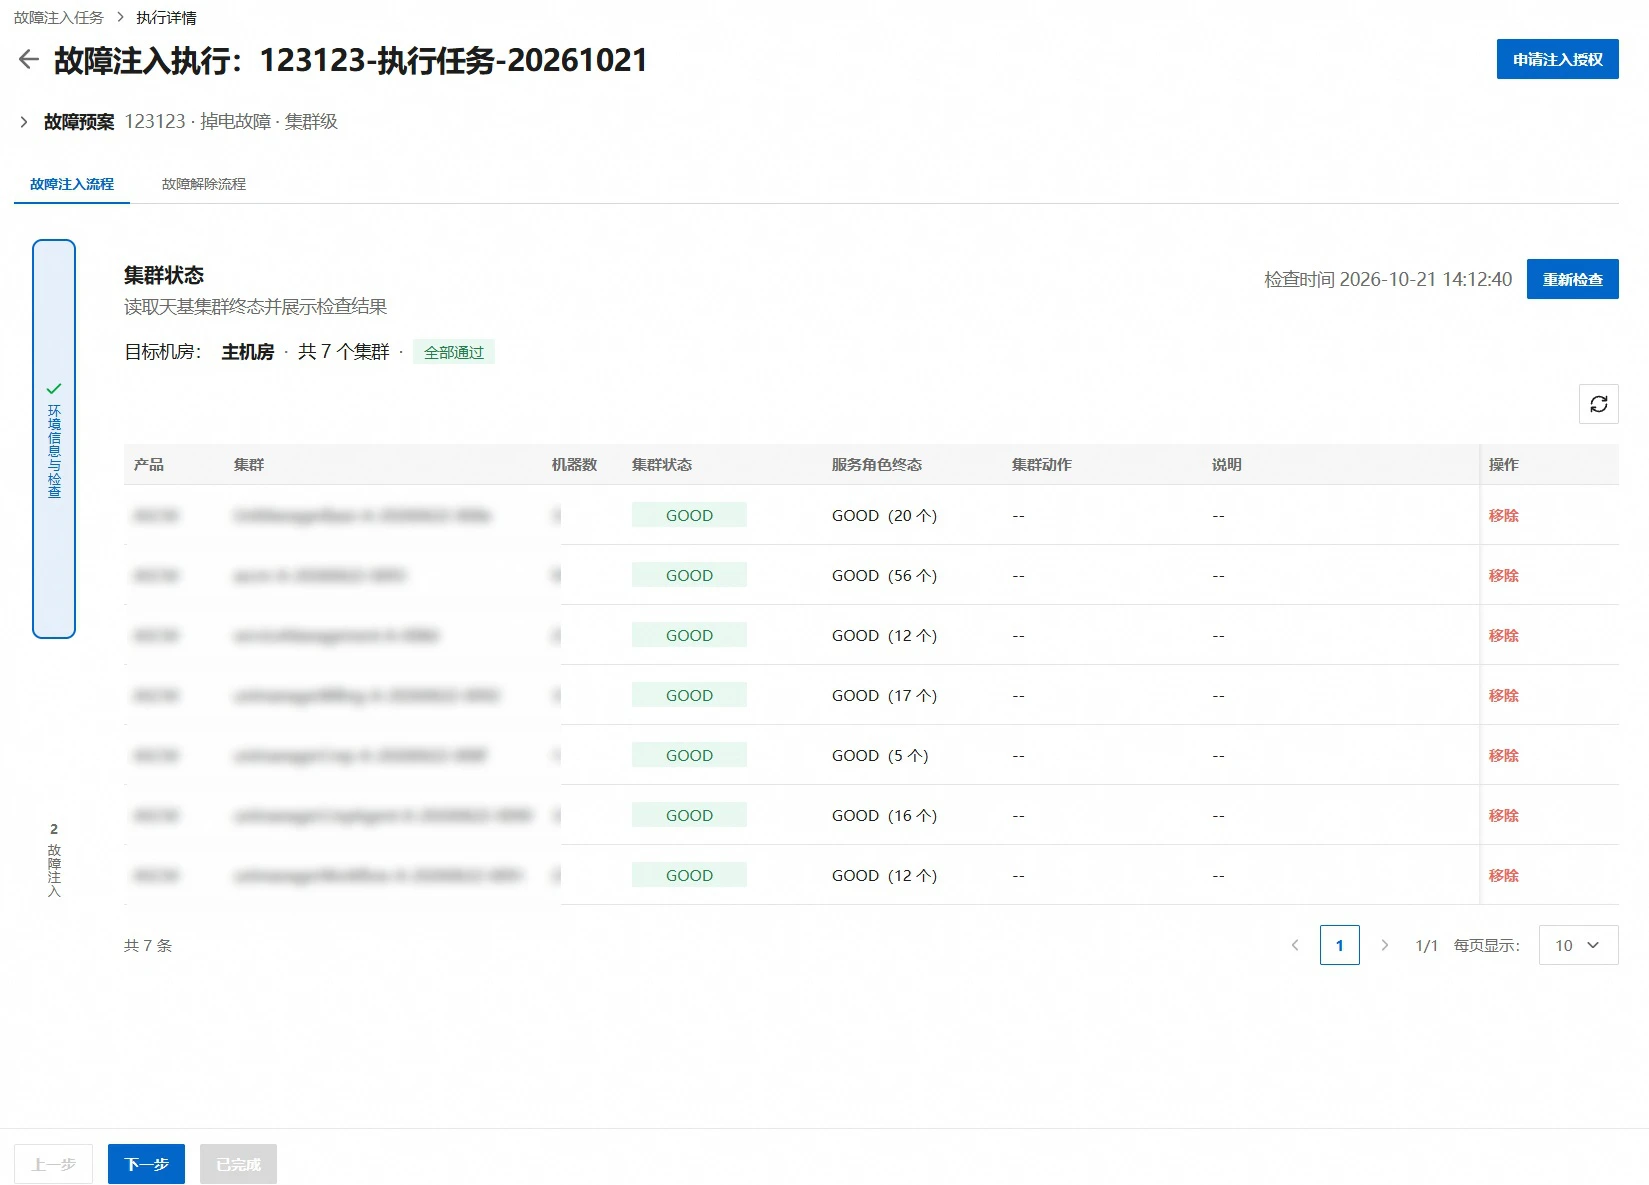 故障注入任务 > 执行详情
故障注入执行：123123-执行任务-20261021
申请注入授权
故障预案 123123 · 掉电故障 · 集群级
故障注入流程 故障解除流程
环境信息与检查
2 故障注入
集群状态
检查时间 2026-10-21 14:12:40 重新检查
读取天基集群终态并展示检查结果
目标机房： 主机房 · 共 7 个集群 · 全部通过
产品 集群 机器数 集群状态 服务角色终态 集群动作 说明 操作
GOOD GOOD（20 个） -- -- 移除
GOOD GOOD（56 个） -- -- 移除
GOOD GOOD（12 个） -- -- 移除
GOOD GOOD（17 个） -- -- 移除
GOOD GOOD（5 个） -- -- 移除
GOOD GOOD（16 个） -- -- 移除
GOOD GOOD（12 个） -- -- 移除
共 7 条 1 1/1 每页显示： 10
上一步 下一步 已完成